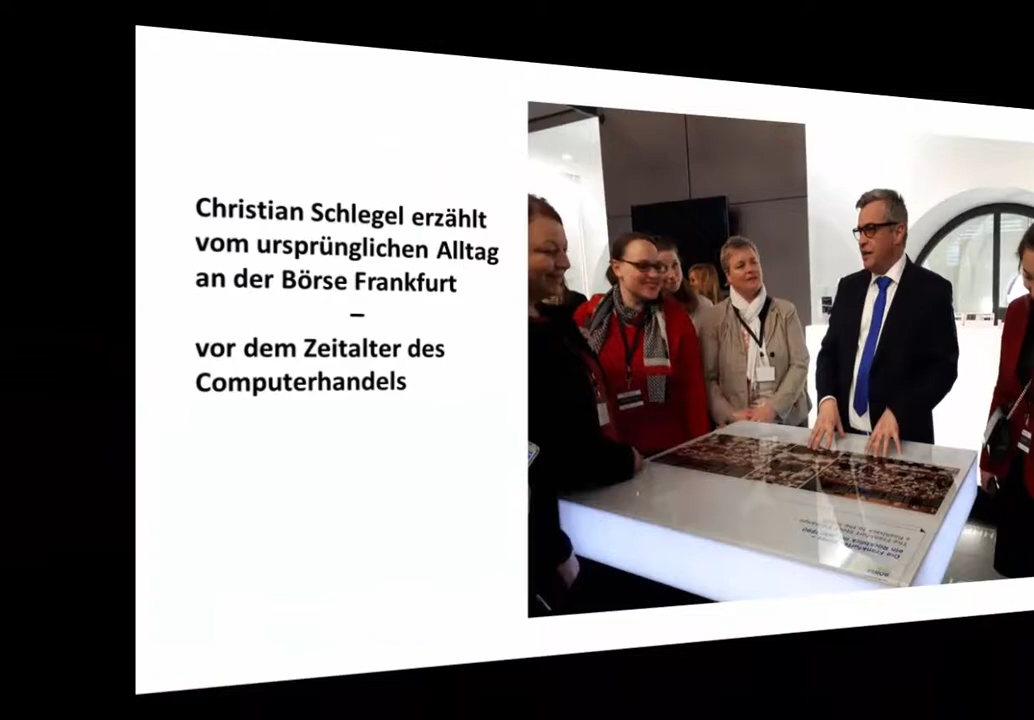 Christian Schlegel erzählt
vom ursprünglichen Alltag
an der Börse Frankfurt
–
vor dem Zeitalter des
Computerhandels